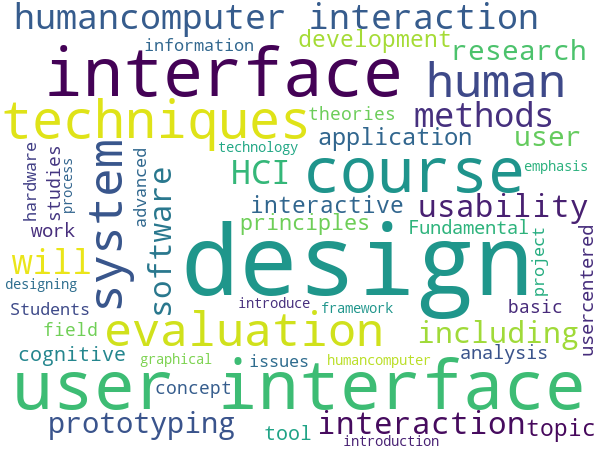 humancomputer interaction
information
development
research
interface
human
techniques
theories
methods
technology
application
user
hardware
studies
process
advanced
system
software
HCI
course
emphasis
interactive
usability
principles
Fundamental
work
will
design
project
usercentered
designing
Students
introduce
framework
basic
field
evaluation
including
cognitive
graphical
issues
humancomputer
analysis
user interface
concept
prototyping
tool
interaction
topic
introduction